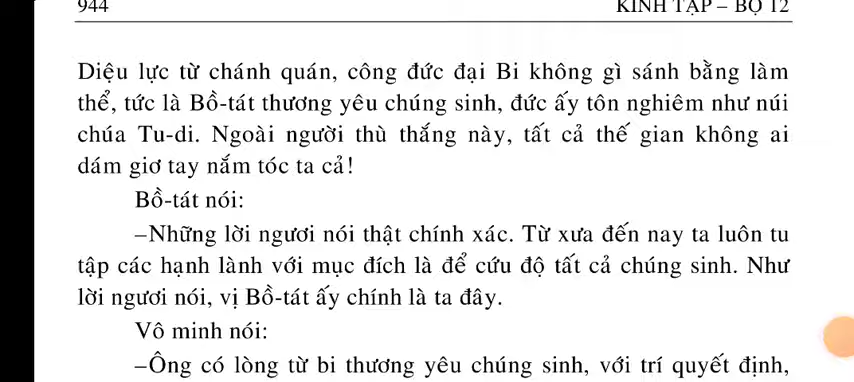 944 KINH TẬP – BỘ 12
Diệu lực từ chánh quán, công đức đại Bi không gì sánh bằng làm
thể, tức là Bồ-tát thương yêu chúng sinh, đức ấy tôn nghiêm như núi
chúa Tu-di. Ngoài người thù thắng này, tất cả thế gian không ai
dám giơ tay nắm tóc ta cả!
Bồ-tát nói:
–Những lời ngươi nói thật chính xác. Từ xưa đến nay ta luôn tu
tập các hạnh lành với mục đích là để cứu độ tất cả chúng sinh. Như
lời ngươi nói, vị Bồ-tát ấy chính là ta đây.
Vô minh nói:
–Ông có lòng từ bi thương yêu chúng sinh, với trí quyết định,